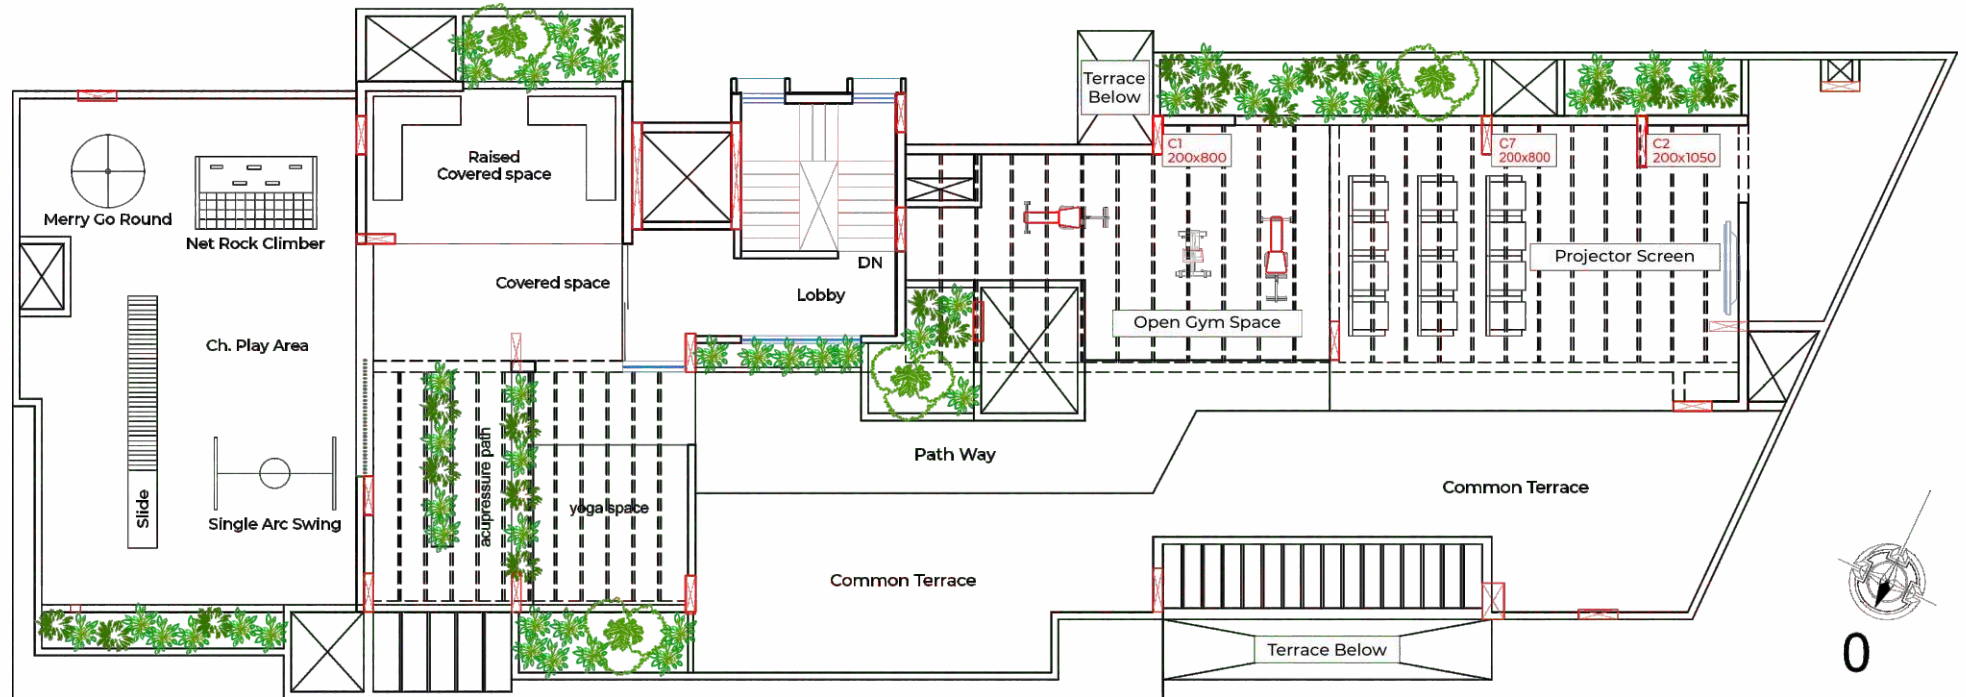 Terrace
Below
C1
200x800
C7
200x800
C2
200x1050
Raised
Covered space
Merry Go Round
Net Rock Climber
DN
Projector Screen
Covered space
Lobby
Open Gym Space
Ch. Play Area
Path Way
acupressure path
yoga space
Slide
Single Arc Swing
Common Terrace
Common Terrace
Terrace Below
0